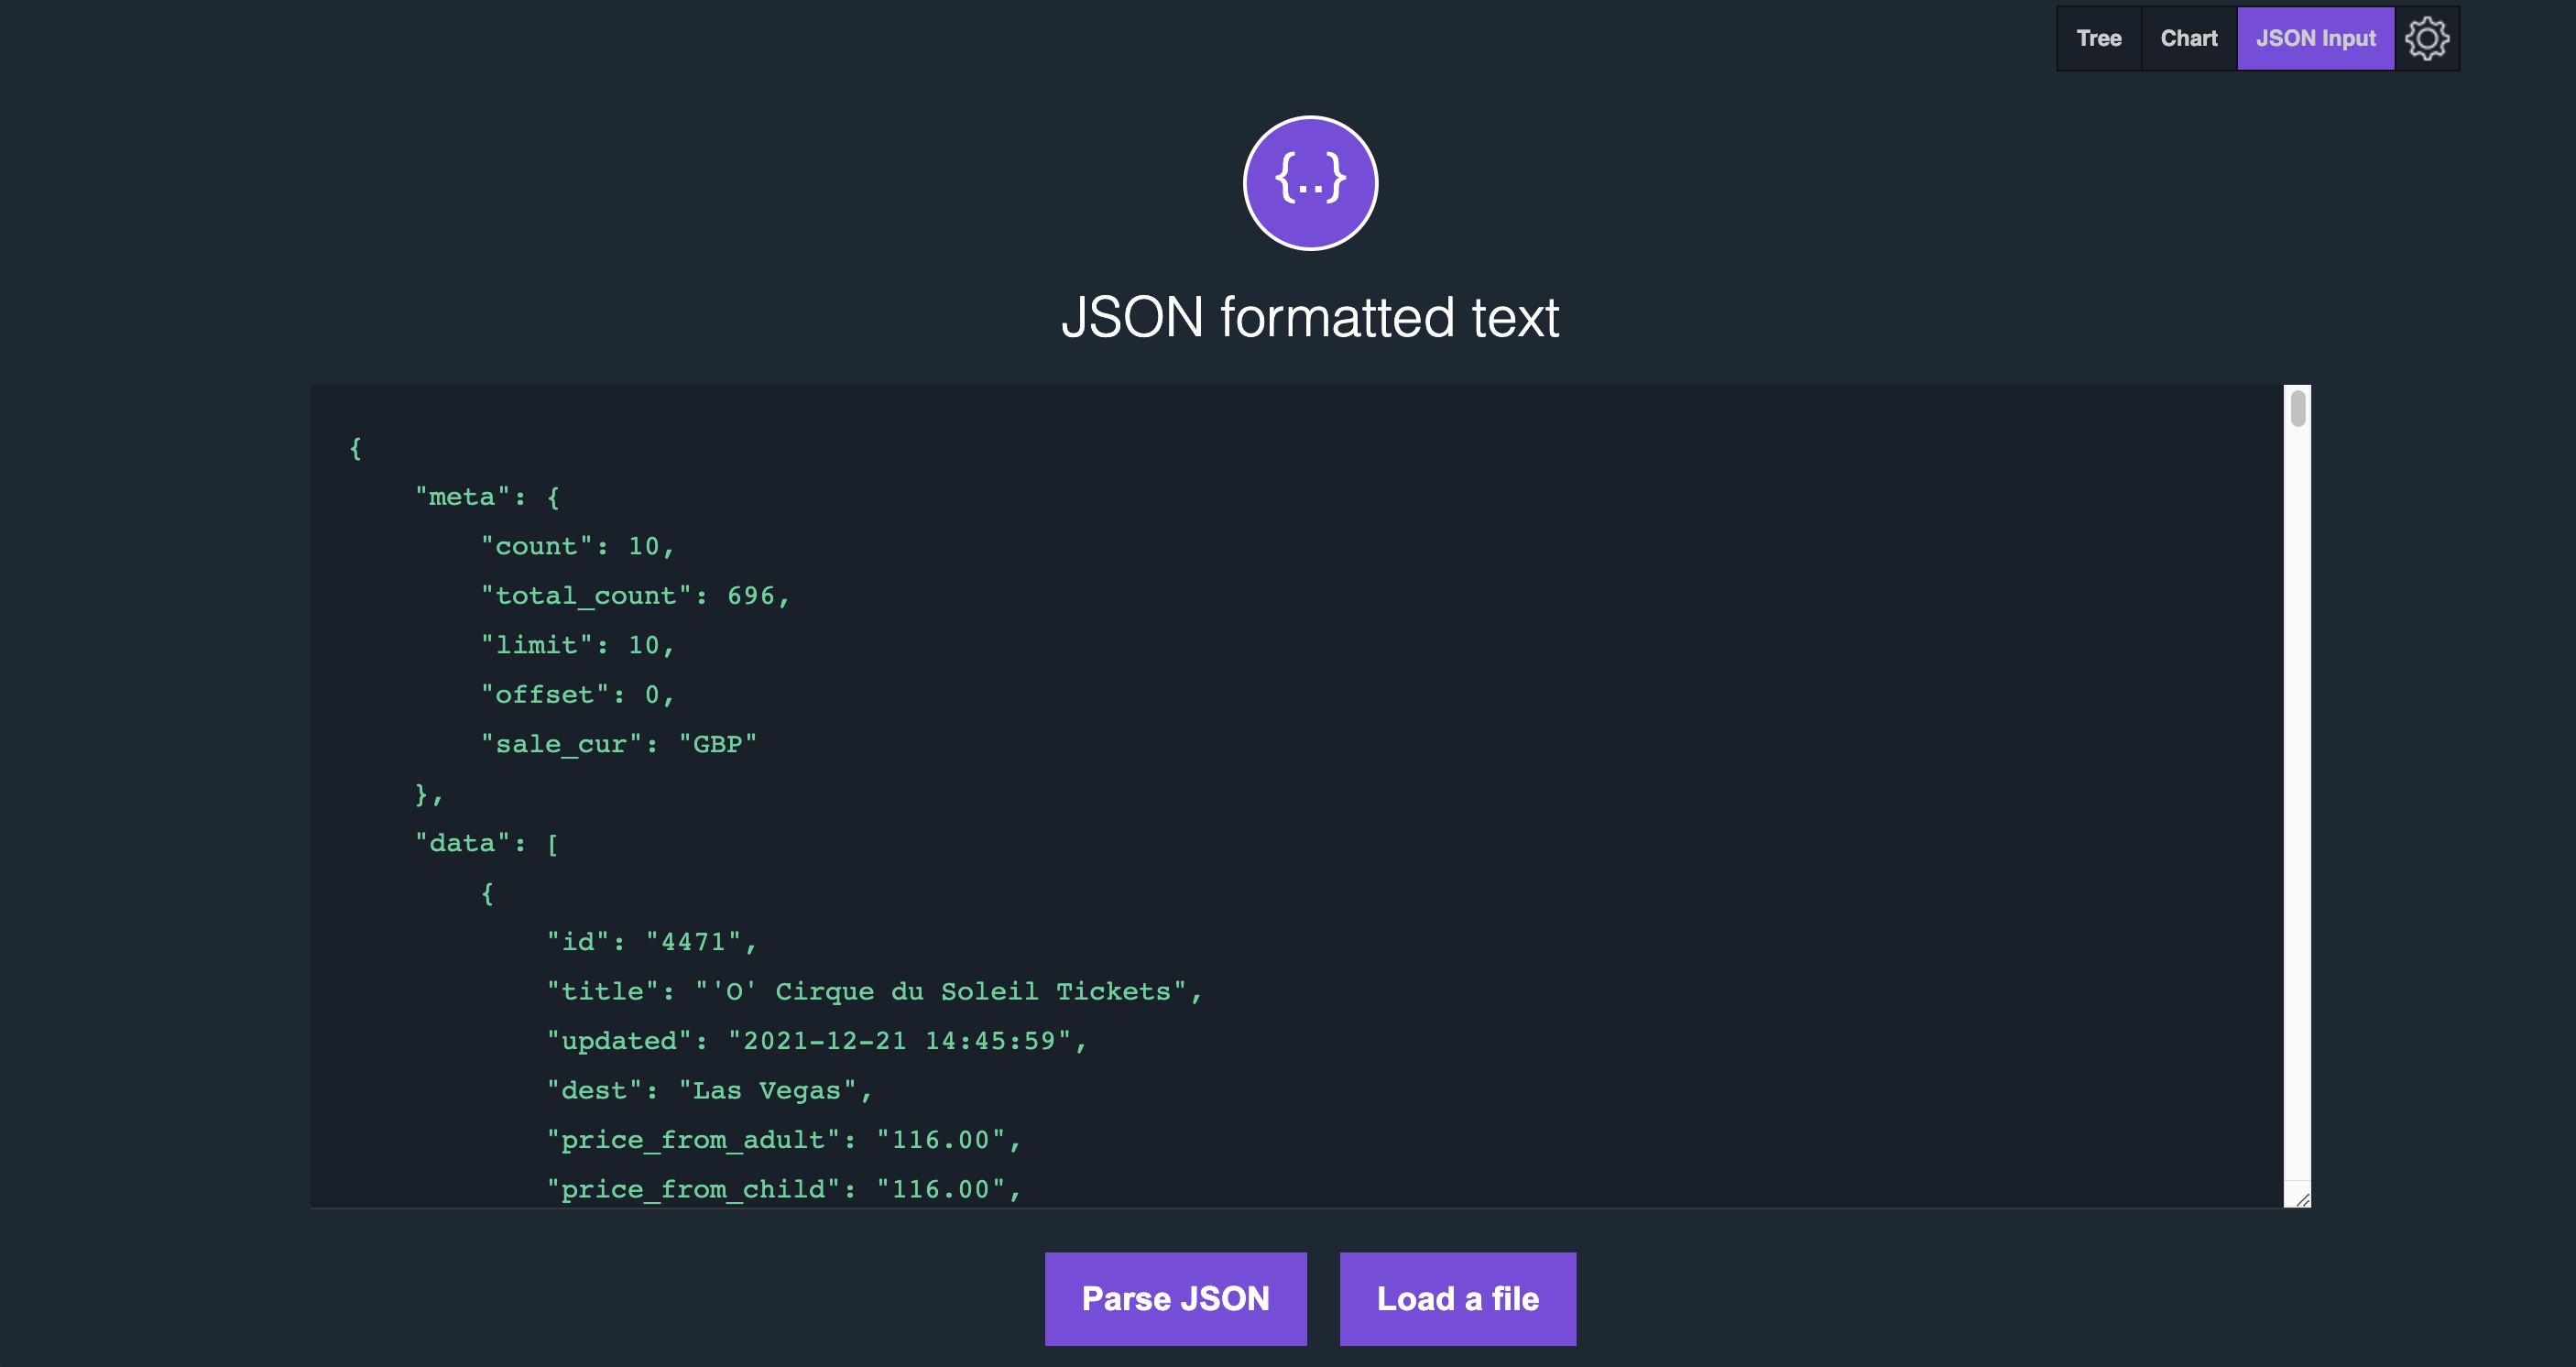 Tree Chart JSON Input
{..}
JSON formatted text
{
    "meta": {
        "count": 10,
        "total_count": 696,
        "limit": 10,
        "offset": 0,
        "sale_cur": "GBP"
    },
    "data": [
        {
            "id": "4471",
            "title": "'O' Cirque du Soleil Tickets",
            "updated": "2021-12-21 14:45:59",
            "dest": "Las Vegas",
            "price_from_adult": "116.00",
            "price_from_child": "116.00",
Parse JSON Load a file